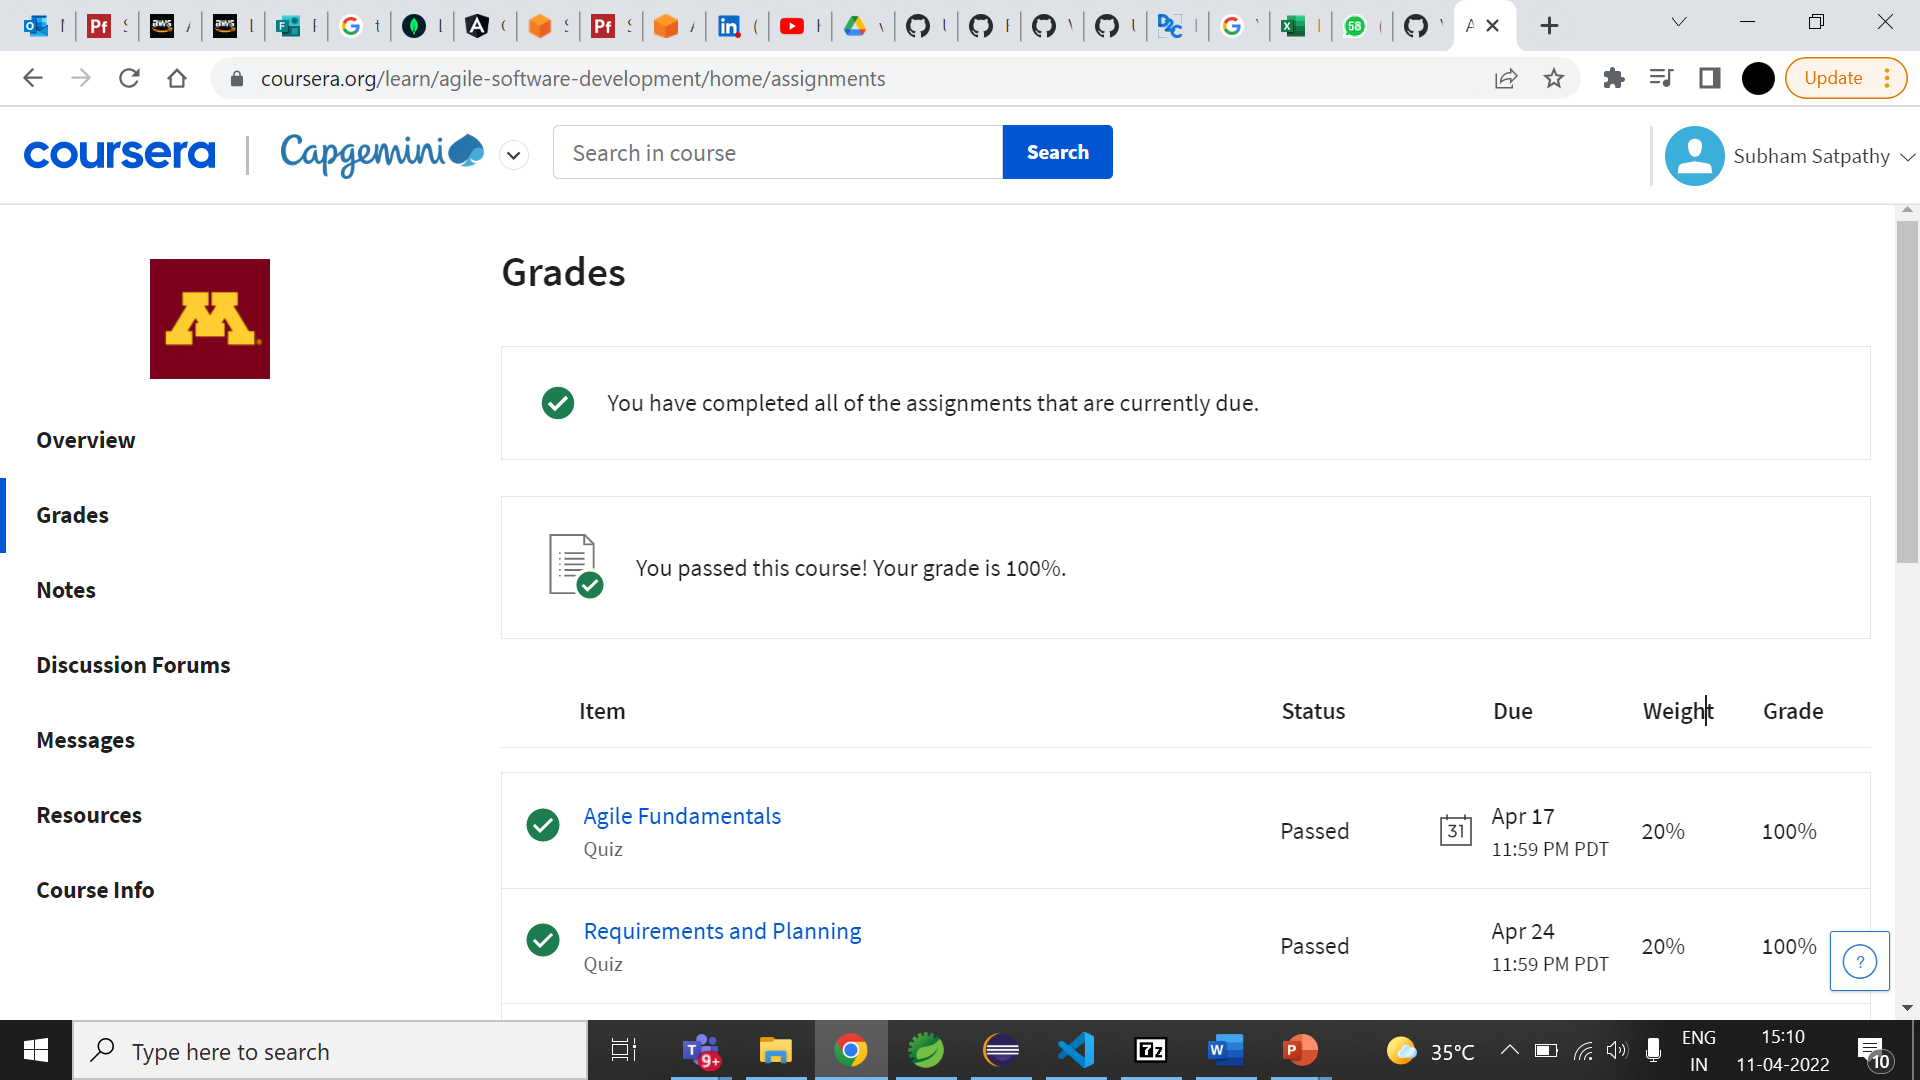 coursera.org/learn/agile-software-development/home/assignments
Update
coursera
Capgemini
Search in course
Search
Subham Satpathy
Grades
You have completed all of the assignments that are currently due.
Overview
Grades
You passed this course! Your grade is 100%.
Notes
Discussion Forums
Messages
Resources
Course Info
Item Status Due Weight Grade
Agile Fundamentals
Quiz
Passed
31
Apr 17
11:59 PM PDT
20%
100%
Requirements and Planning
Quiz
Passed
Apr 24
11:59 PM PDT
20%
100%
Type here to search
9+
35°C
ENG
IN
15:10
11-04-2022
10